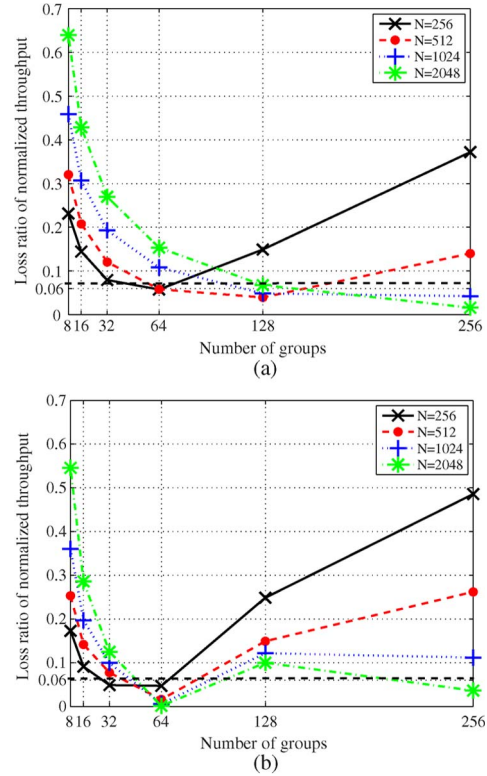 0.7
0.6
0.5
0.4
0.3
0.2
0.1
0.06
0
Loss ratio of normalized throughput
N=256
N=512
N=1024
N=2048
8 16 32 64 128 256
Number of groups
(a)
0.7
0.6
0.5
0.4
0.3
0.2
0.1
0.06
0
Loss ratio of normalized throughput
N=256
N=512
N=1024
N=2048
8 16 32 64 128 256
Number of groups
(b)